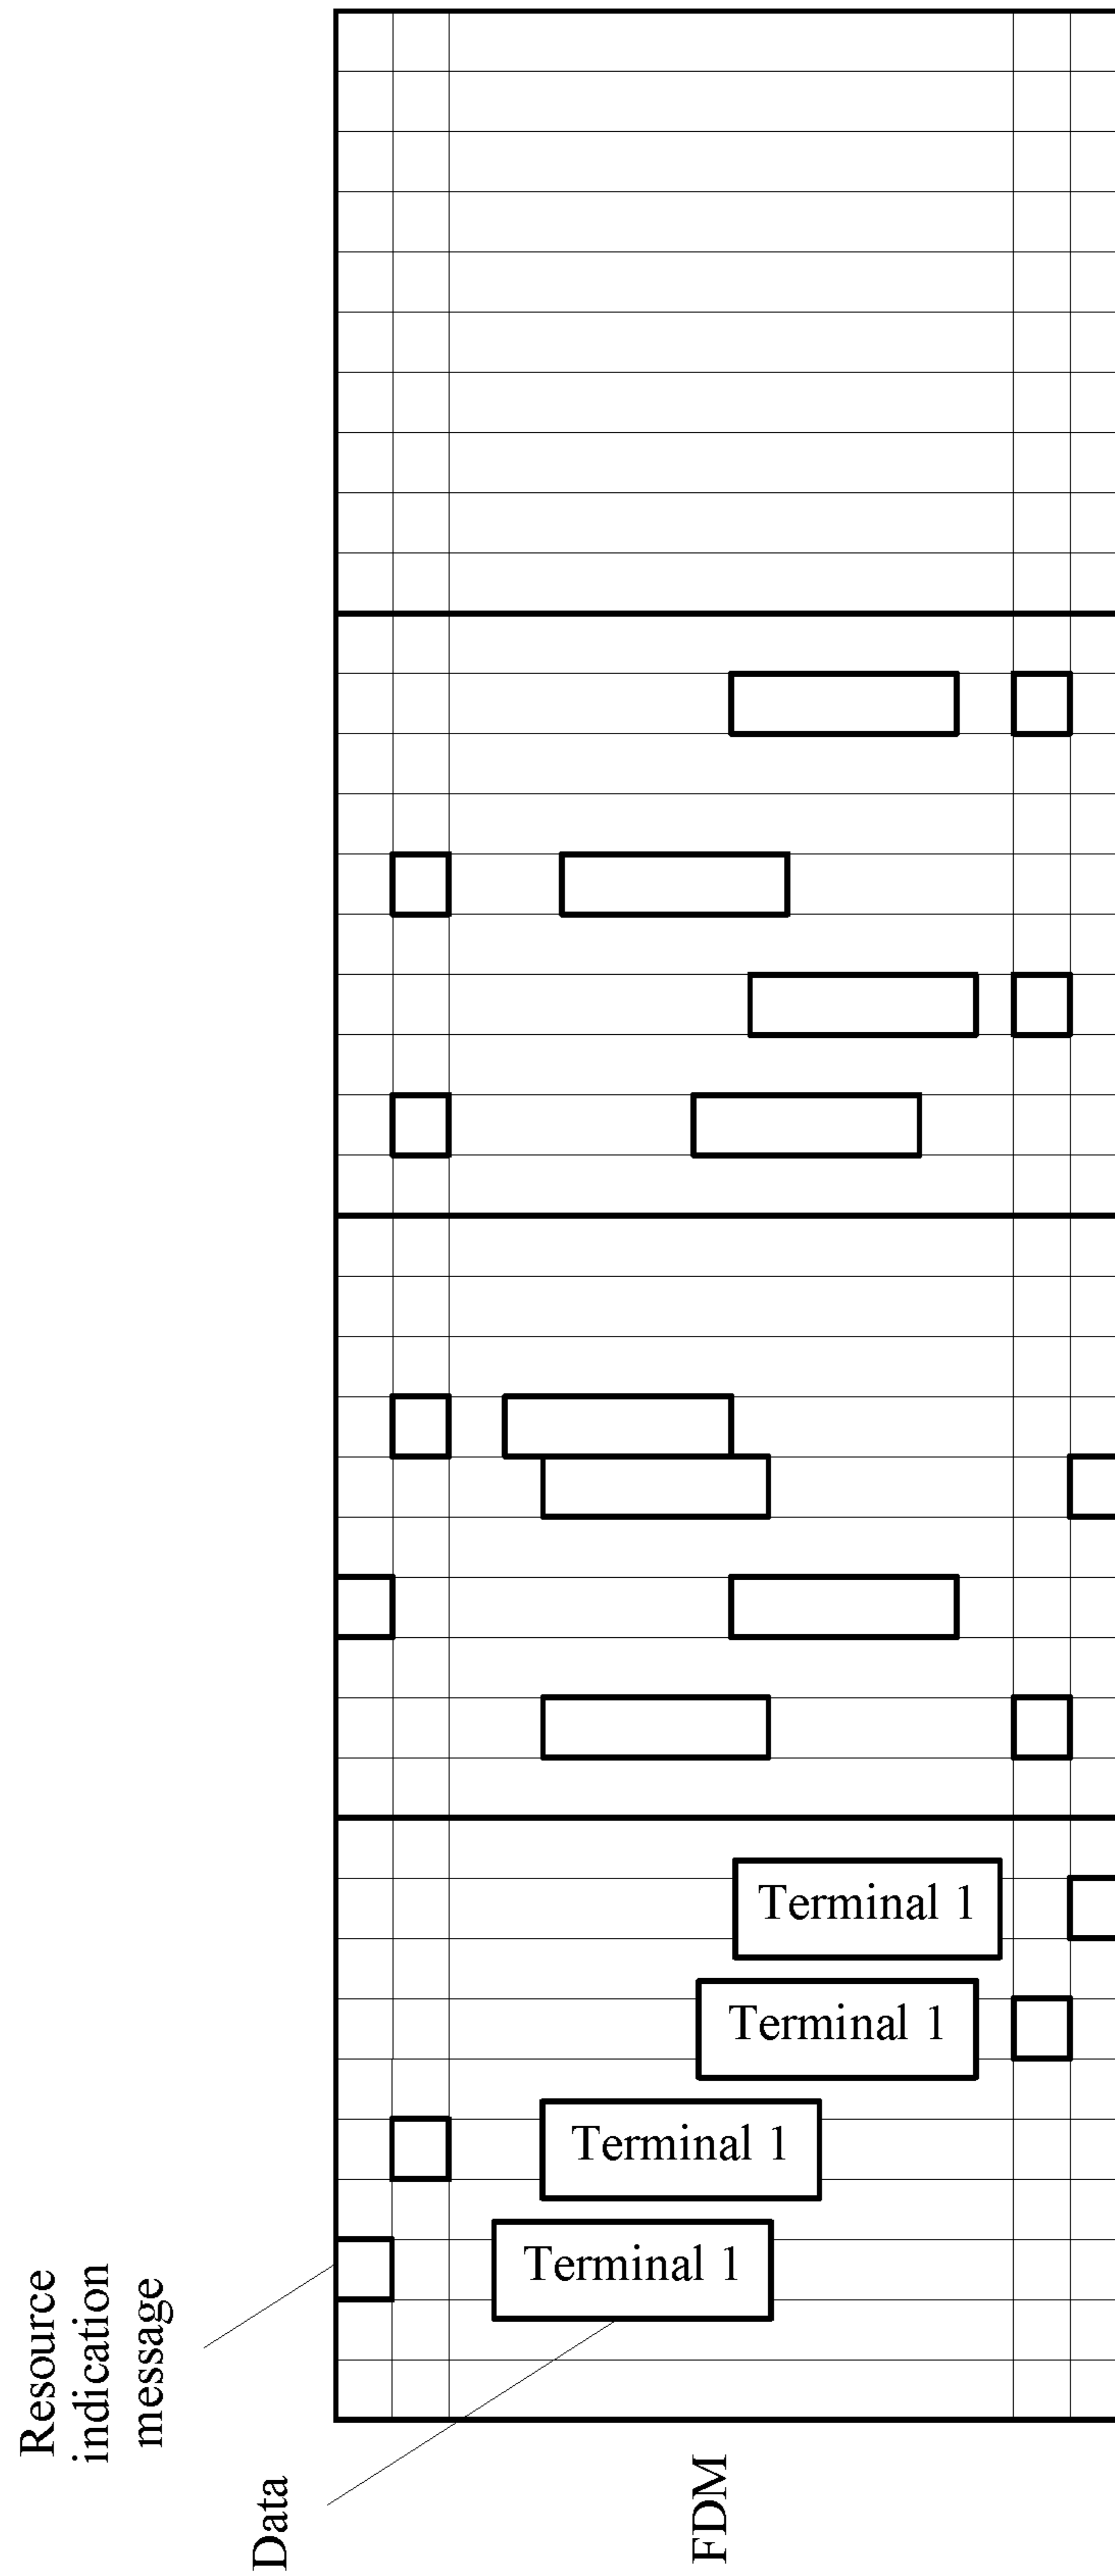 Terminal 1
Terminal 1
Terminal 1
Terminal 1
Resource
indication
message
Data
FDM